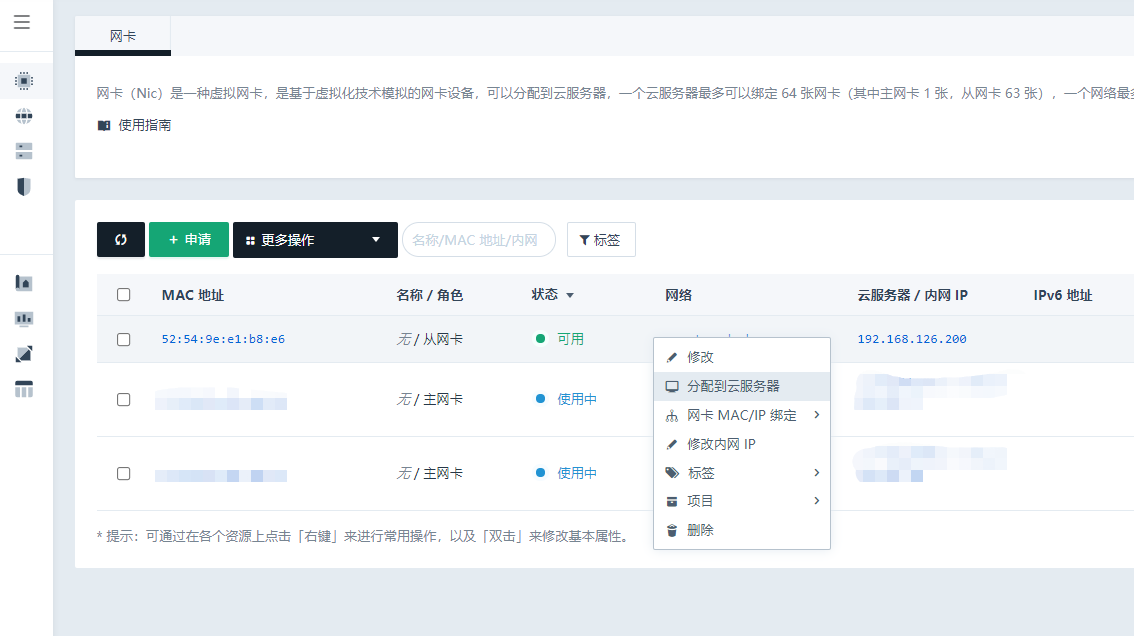 网卡
网卡（Nic）是一种虚拟网卡，是基于虚拟化技术模拟的网卡设备，可以分配到云服务器，一个云服务器最多可以绑定 64 张网卡（其中主网卡 1 张，从网卡 63 张），一个网络最多
使用指南
+ 申请 更多操作 名称/MAC 地址/内网 标签
MAC 地址 名称 / 角色 状态 网络 云服务器 / 内网 IP IPv6 地址
52:54:9e:e1:b8:e6 无 / 从网卡 可用 192.168.126.200
无 / 主网卡 使用中
无 / 主网卡 使用中
修改
分配到云服务器
网卡 MAC/IP 绑定
修改内网 IP
标签
项目
删除
* 提示：可通过在各个资源上点击「右键」来进行常用操作，以及「双击」来修改基本属性。